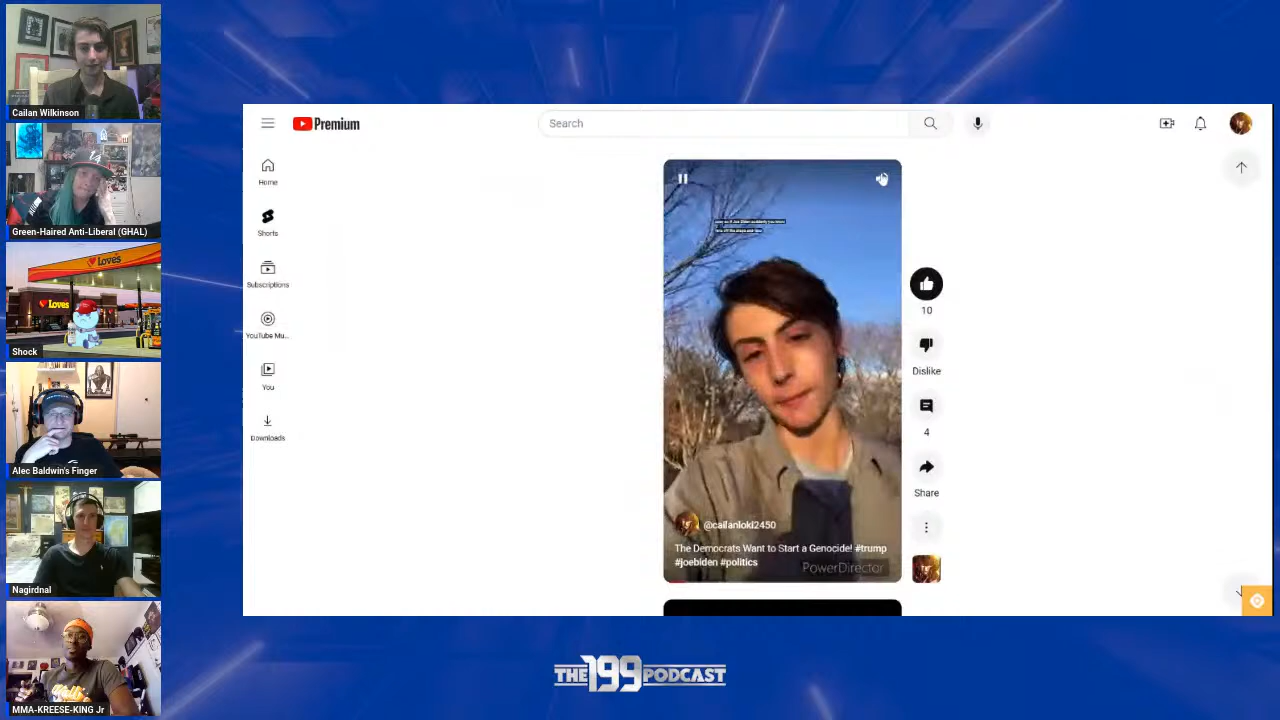 Cailan Wilkinson
Green-Haired Anti-Liberal (GHAL)
Love's
Loves
Shock
Alec Baldwin's Finger
Nagirdnal
MMA-KREESE-KING Jr
Premium
Search
Home
Shorts
Subscriptions
YouTube Mu...
You
Downloads
@cailanloki2450
The Democrats Want to Start a Genocide! #trump
#joebiden #politics
PowerDirector
10
Dislike
4
Share
THE 199 PODCAST